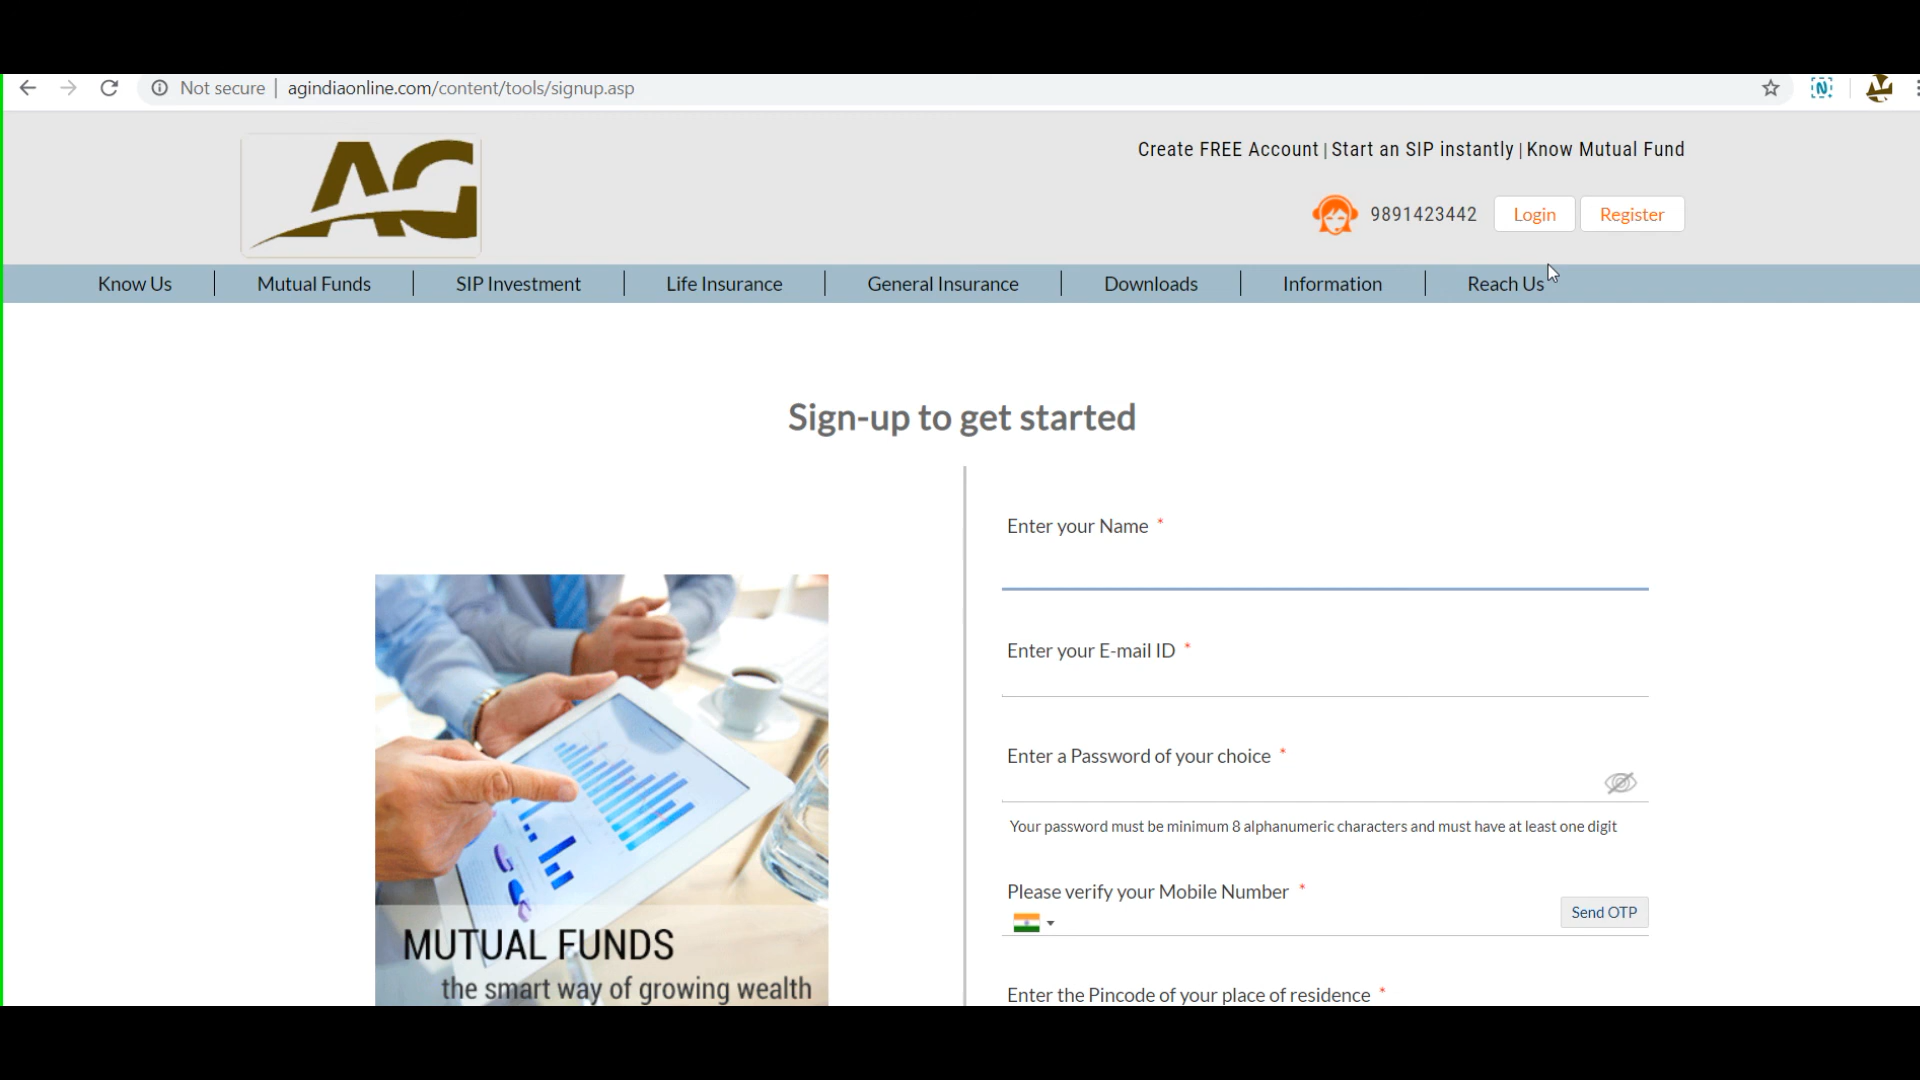 Not secure | agindiaonline.com/content/tools/signup.asp
N
AG
Create FREE Account | Start an SIP instantly | Know Mutual Fund
9891423442 Login Register
Know Us Mutual Funds SIP Investment Life Insurance General Insurance Downloads Information Reach Us
Sign-up to get started
Enter your Name *
Enter your E-mail ID *
Enter a Password of your choice *
Your password must be minimum 8 alphanumeric characters and must have at least one digit
Please verify your Mobile Number *
Send OTP
Enter the Pincode of your place of residence *
MUTUAL FUNDS
the smart way of growing wealth